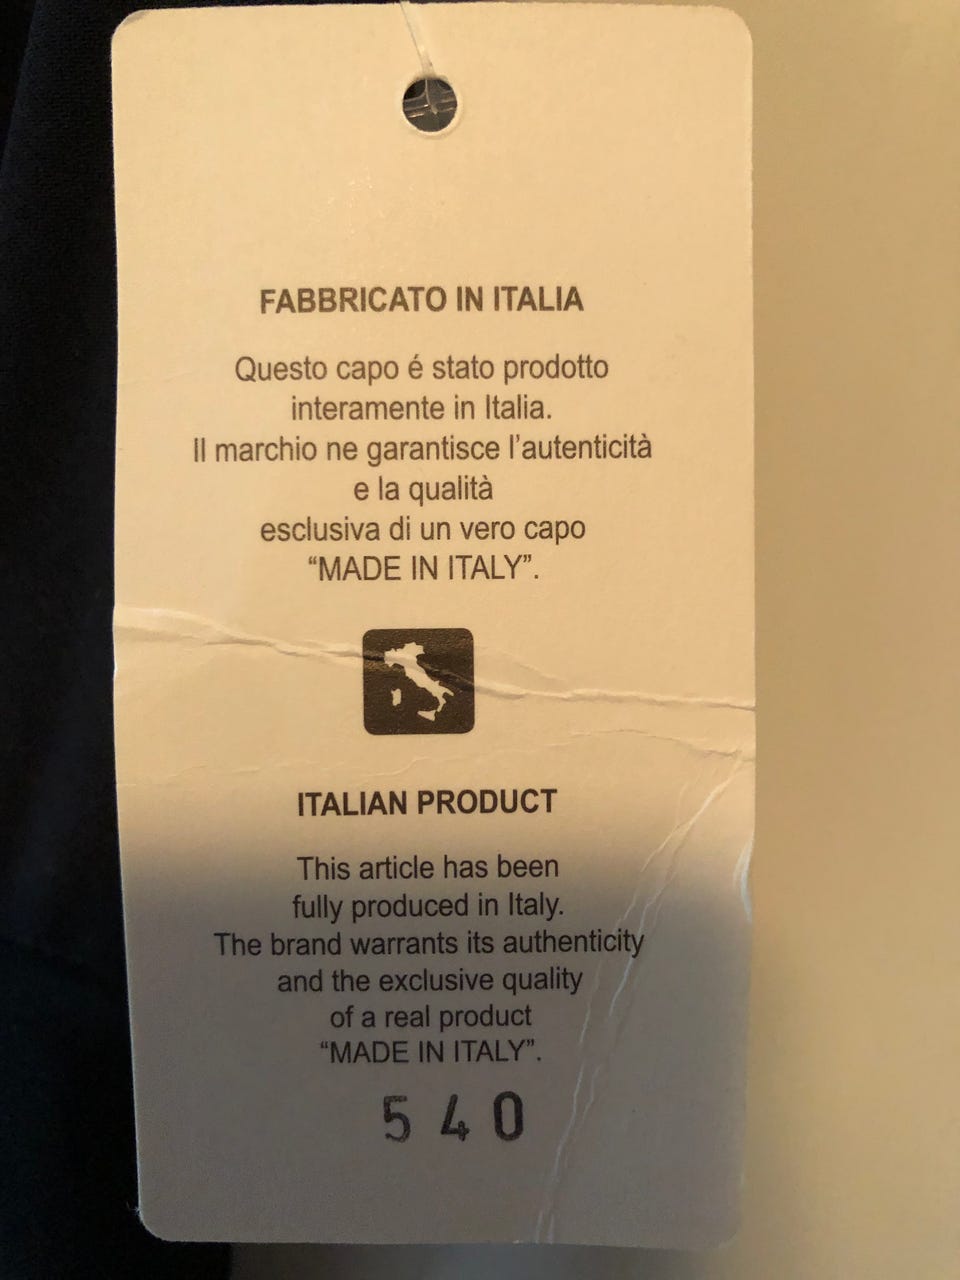 FABBRICATO IN ITALIA
Questo capo é stato prodotto
interamente in Italia.
Il marchio ne garantisce l’autenticità
e la qualità
esclusiva di un vero capo
“MADE IN ITALY”.
ITALIAN PRODUCT
This article has been
fully produced in Italy.
The brand warrants its authenticity
and the exclusive quality
of a real product
“MADE IN ITALY”.
540